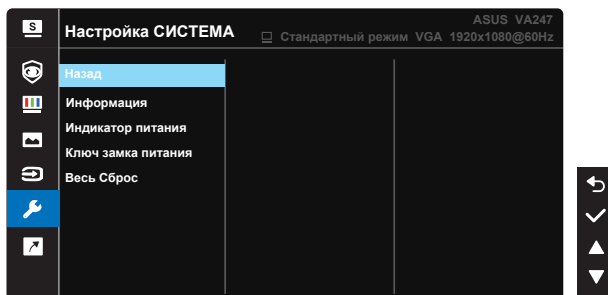 S
Настройка СИСТЕМА
ASUS VA247
Стандартный режим VGA 1920x1080@60Hz
Назад
Информация
Индикатор питания
Ключ замка питания
Весь Сброс